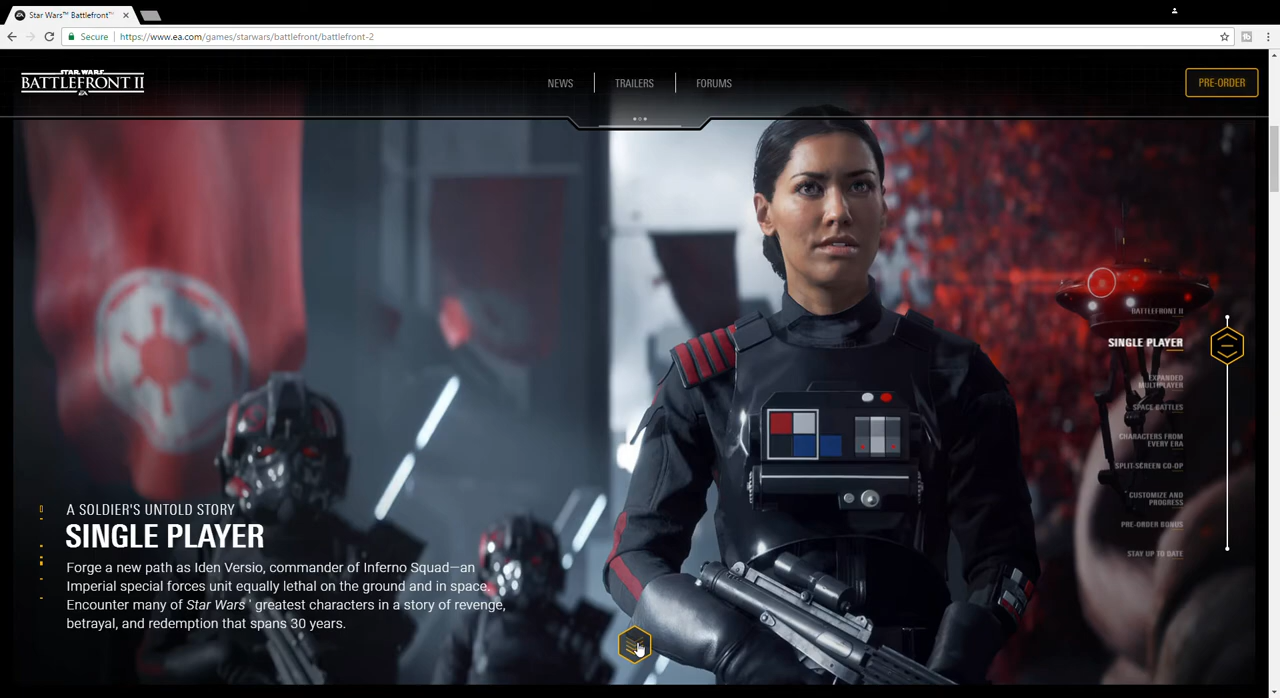 Star Wars™ Battlefront™
Secure
https://www.ea.com/games/starwars/battlefront/battlefront-2
STAR WARS
BATTLEFRONT II
EA
NEWS
TRAILERS
FORUMS
PRE-ORDER
BATTLEFRONT II
SINGLE PLAYER
EXPANDED
MULTIPLAYER
SPACE BATTLES
CHARACTERS FROM
EVERY ERA
SPLIT-SCREEN CO-OP
CUSTOMIZE AND
PROGRESS
PRE-ORDER BONUS
STAY UP TO DATE
A SOLDIER'S UNTOLD STORY
SINGLE PLAYER
Forge a new path as Iden Versio, commander of Inferno Squad—an
Imperial special forces unit equally lethal on the ground and in space.
Encounter many of Star Wars ' greatest characters in a story of revenge,
betrayal, and redemption that spans 30 years.